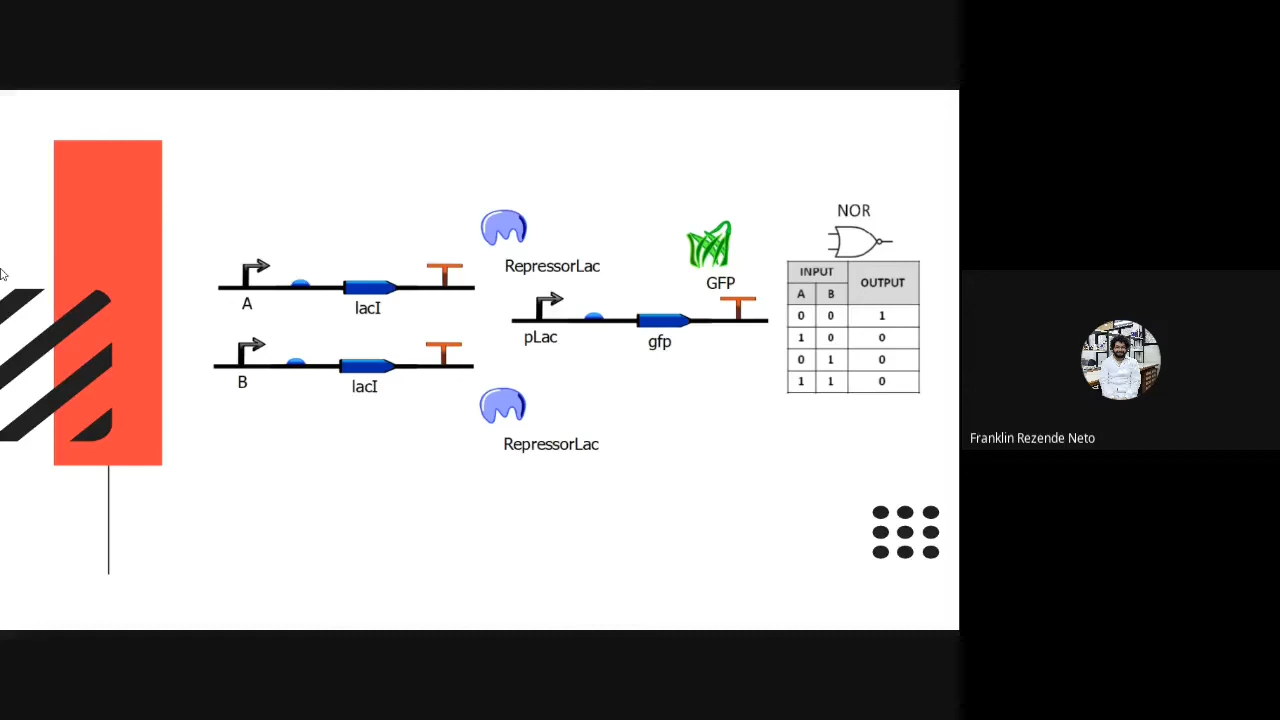 NOR
RepressorLac
GFP
A
lacI
pLac
gfp
B
lacI
RepressorLac
INPUT OUTPUT
A B
0 0 1
1 0 0
0 1 0
1 1 0
Franklin Rezende Neto